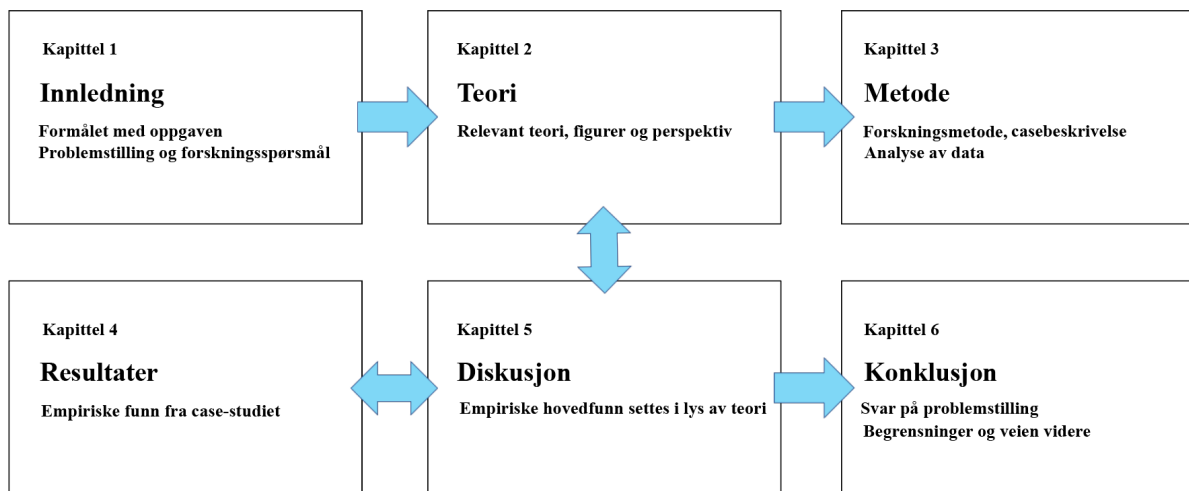 Kapittel 1
Innledning
Formålet med oppgaven
Problemstilling og forskningsspørsmål
Kapittel 2
Teori
Relevant teori, figurer og perspektiv
Kapittel 3
Metode
Forskningsmetode, casebeskrivelse
Analyse av data
Kapittel 4
Resultater
Empiriske funn fra case-studiet
Kapittel 5
Diskusjon
Empiriske hovedfunn settes i lys av teori
Kapittel 6
Konklusjon
Svar på problemstilling
Begrensninger og veien videre